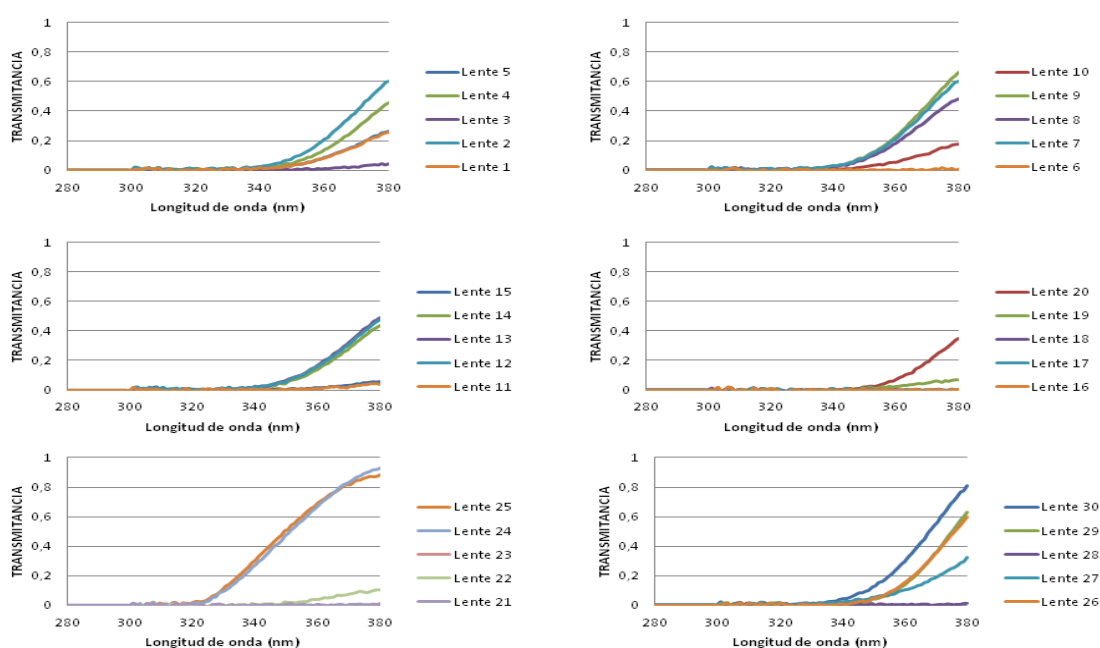 TRANSMITANCIA
1
0,8
0,6
0,4
0,2
0
280 300 320 340 360 380
Longitud de onda (nm)
Lente 5
Lente 4
Lente 3
Lente 2
Lente 1
TRANSMITANCIA
1
0,8
0,6
0,4
0,2
0
280 300 320 340 360 380
Longitud de onda (nm)
Lente 10
Lente 9
Lente 8
Lente 7
Lente 6
TRANSMITANCIA
1
0,8
0,6
0,4
0,2
0
280 300 320 340 360 380
Longitud de onda (nm)
Lente 15
Lente 14
Lente 13
Lente 12
Lente 11
TRANSMITANCIA
1
0,8
0,6
0,4
0,2
0
280 300 320 340 360 380
Longitud de onda (nm)
Lente 20
Lente 19
Lente 18
Lente 17
Lente 16
TRANSMITANCIA
1
0,8
0,6
0,4
0,2
0
280 300 320 340 360 380
Longitud de onda (nm)
Lente 25
Lente 24
Lente 23
Lente 22
Lente 21
TRANSMITANCIA
1
0,8
0,6
0,4
0,2
0
280 300 320 340 360 380
Longitud de onda (nm)
Lente 30
Lente 29
Lente 28
Lente 27
Lente 26